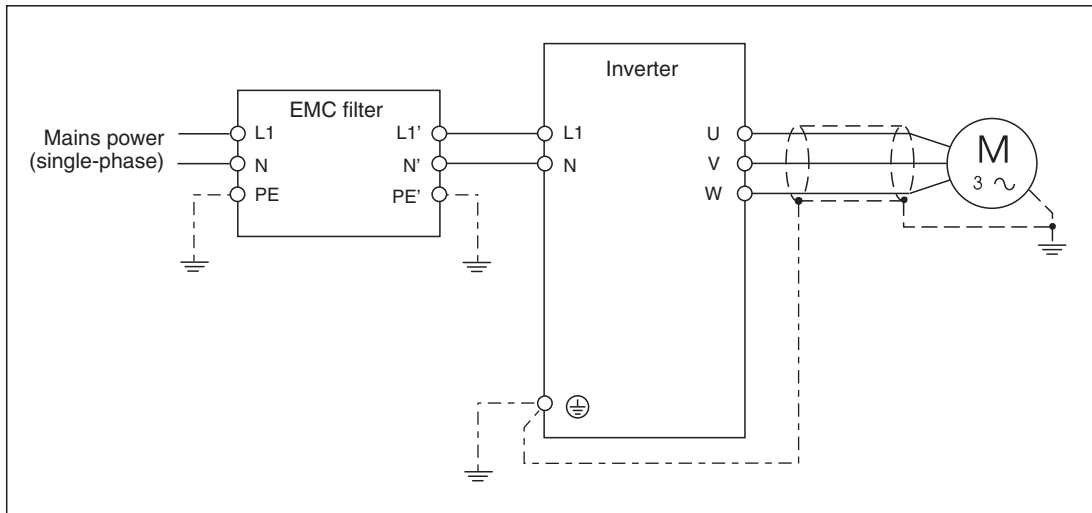 Inverter
EMC filter
Mains power
(single-phase)
L1
N
PE
L1’
N’
PE’
L1
N
U
V
W
M
3 ∿